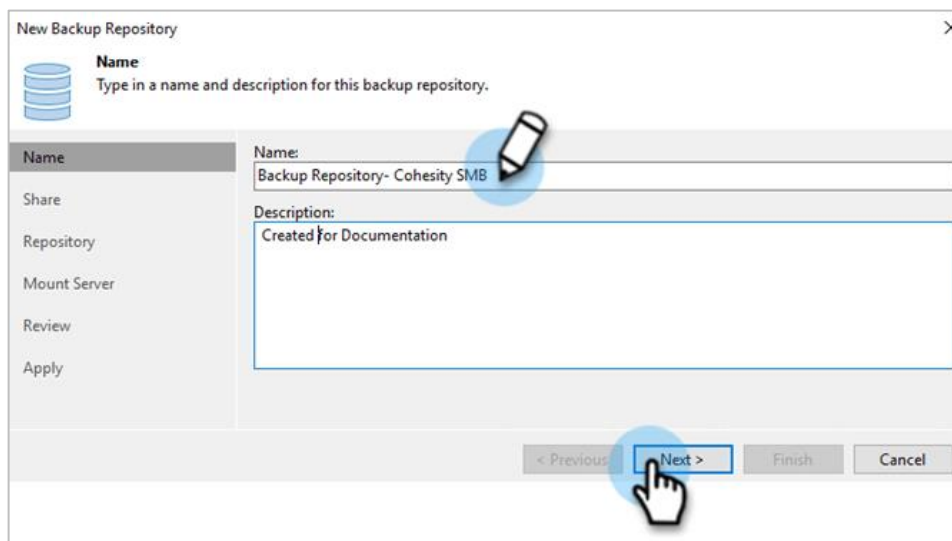 New Backup Repository
Name
Type in a name and description for this backup repository.
Name
Share
Repository
Mount Server
Review
Apply
Name:
Backup Repository- Cohesity SMB
Description:
Created for Documentation
< Previous
Next >
Finish
Cancel